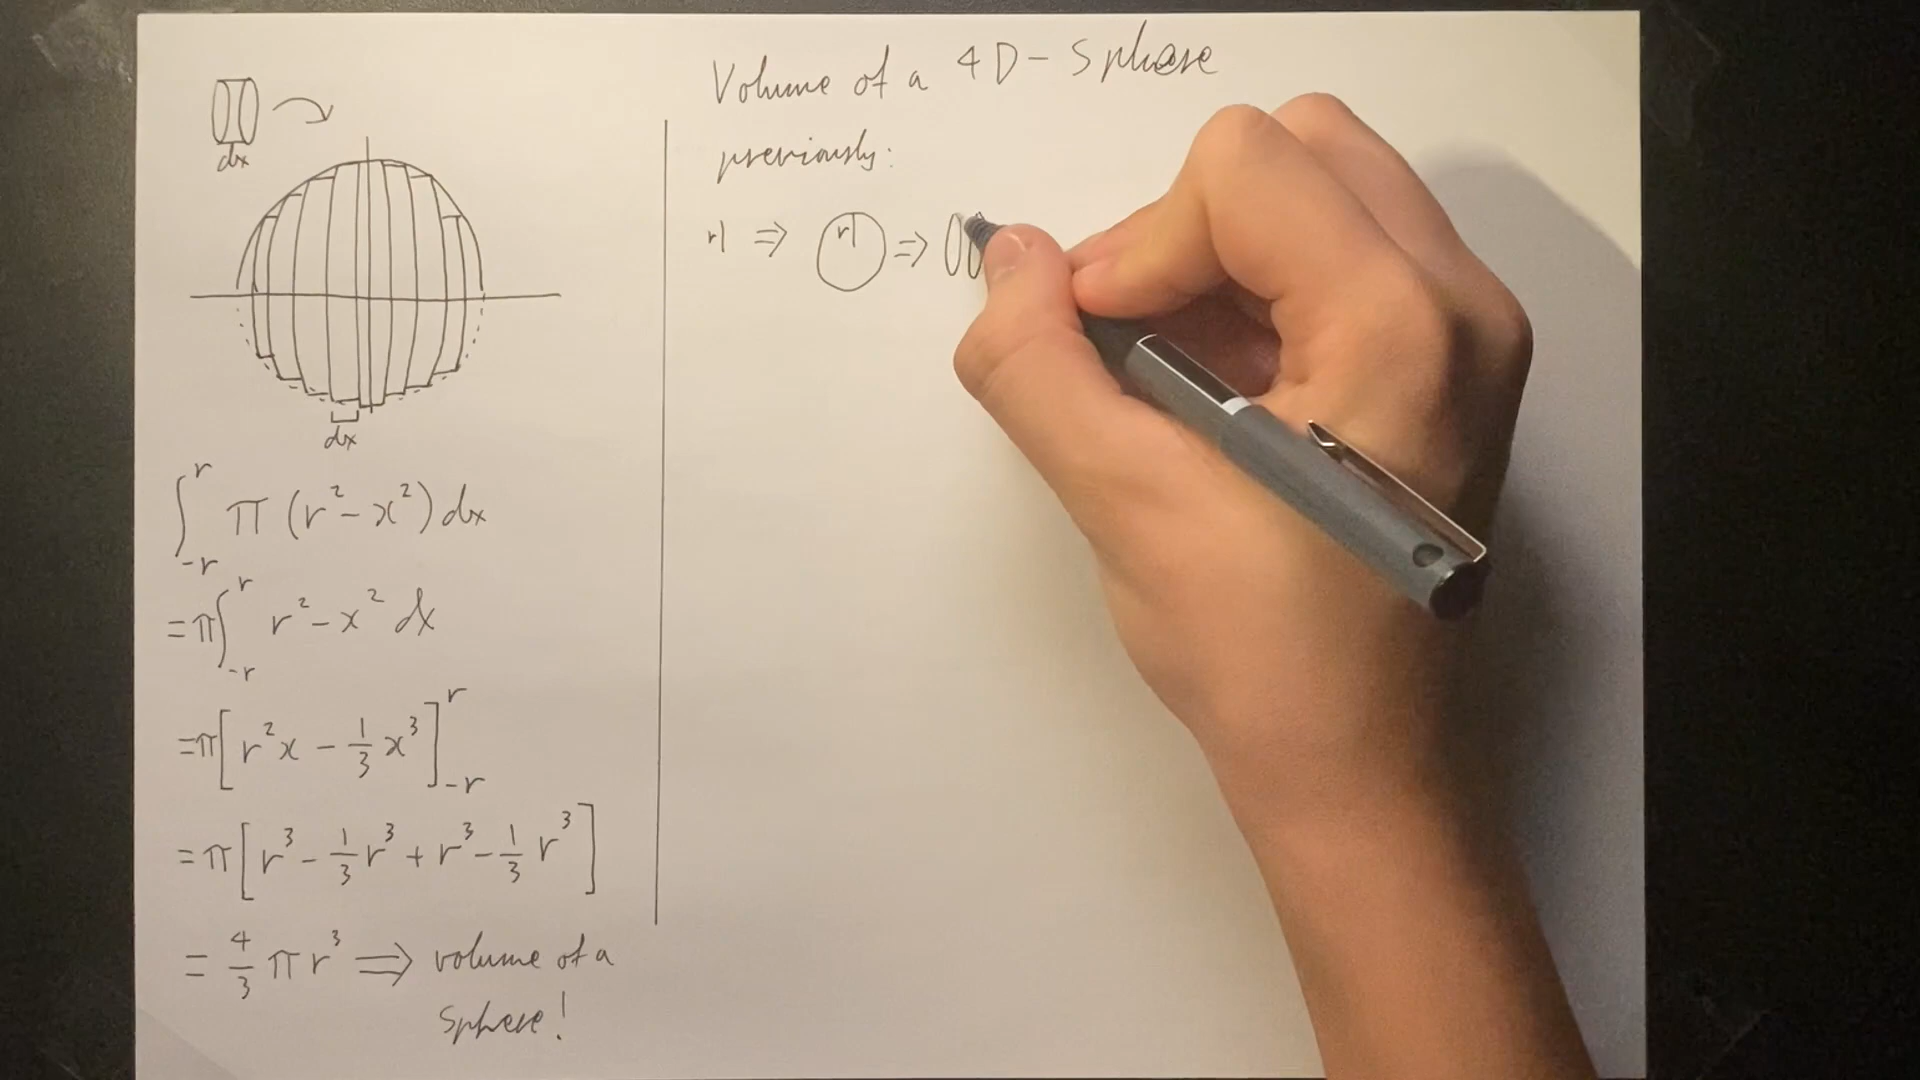 dx
dx
∫_{-r}^{r} π (r² - x²) dx
= π ∫_{-r}^{r} r² - x² dx
= π [ r²x - 1/3 x³ ]_{-r}^{r}
= π [ r³ - 1/3 r³ + r³ - 1/3 r³ ]
= 4/3 π r³ ⇒ volume of a
sphere!
Volume of a 4D-Sphere
previously:
r ⇒ r ⇒